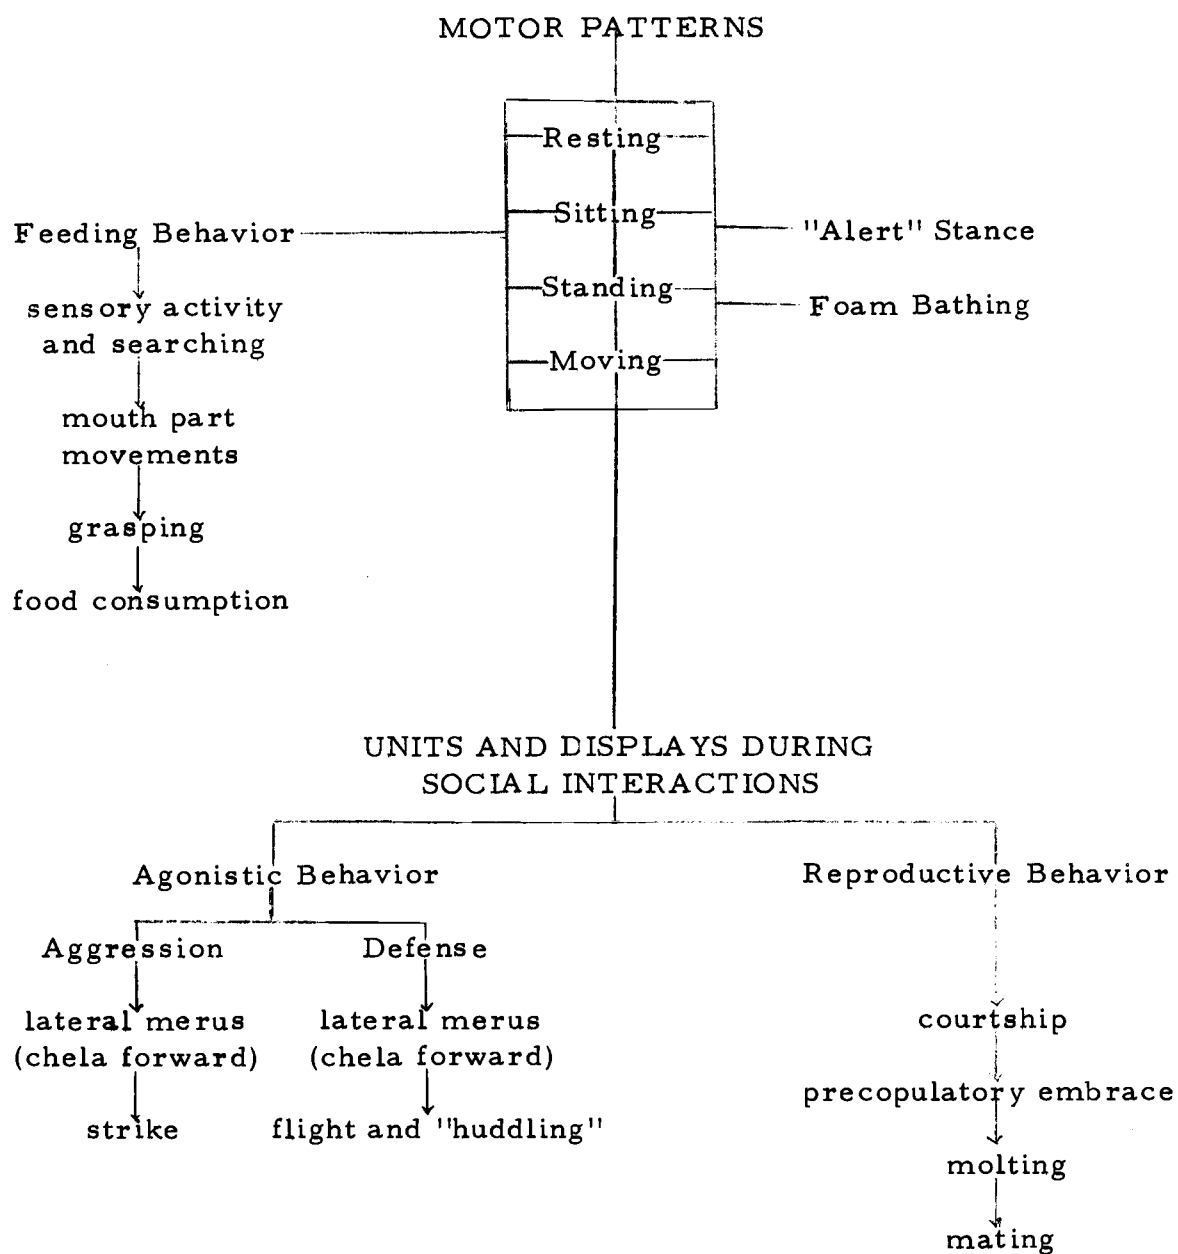 MOTOR PATTERNS
Resting
Sitting
Standing
Moving
Feeding Behavior
sensory activity
and searching
mouth part
movements
grasping
food consumption
"Alert" Stance
Foam Bathing
UNITS AND DISPLAYS DURING
SOCIAL INTERACTIONS
Agonistic Behavior
Aggression
lateral merus
(chela forward)
strike
Defense
lateral merus
(chela forward)
flight and "huddling"
Reproductive Behavior
courtship
precopulatory embrace
molting
mating